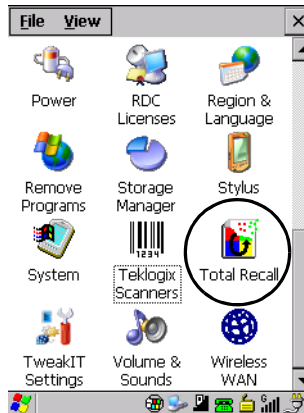 File View
Power
RDC
Licenses
Region &
Language
Remove
Programs
Storage
Manager
Stylus
System
1234
Teklogix
Scanners
Total Recall
TweakIT
Settings
Volume &
Sounds
Wireless
WAN